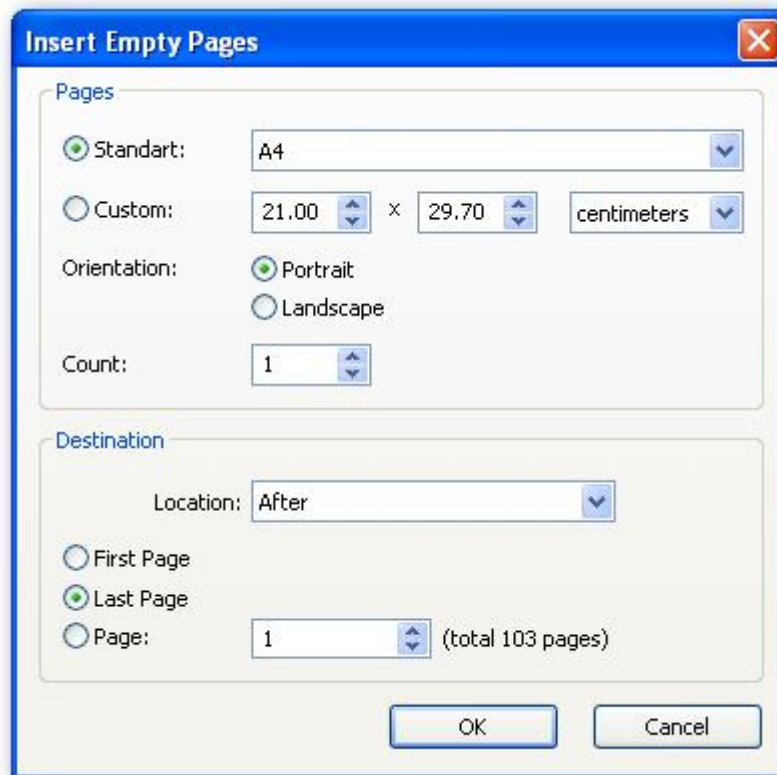 Insert Empty Pages
Pages
Standart: A4
Custom: 21.00 x 29.70 centimeters
Orientation: Portrait
Landscape
Count: 1
Destination
Location: After
First Page
Last Page
Page: 1 (total 103 pages)
OK Cancel